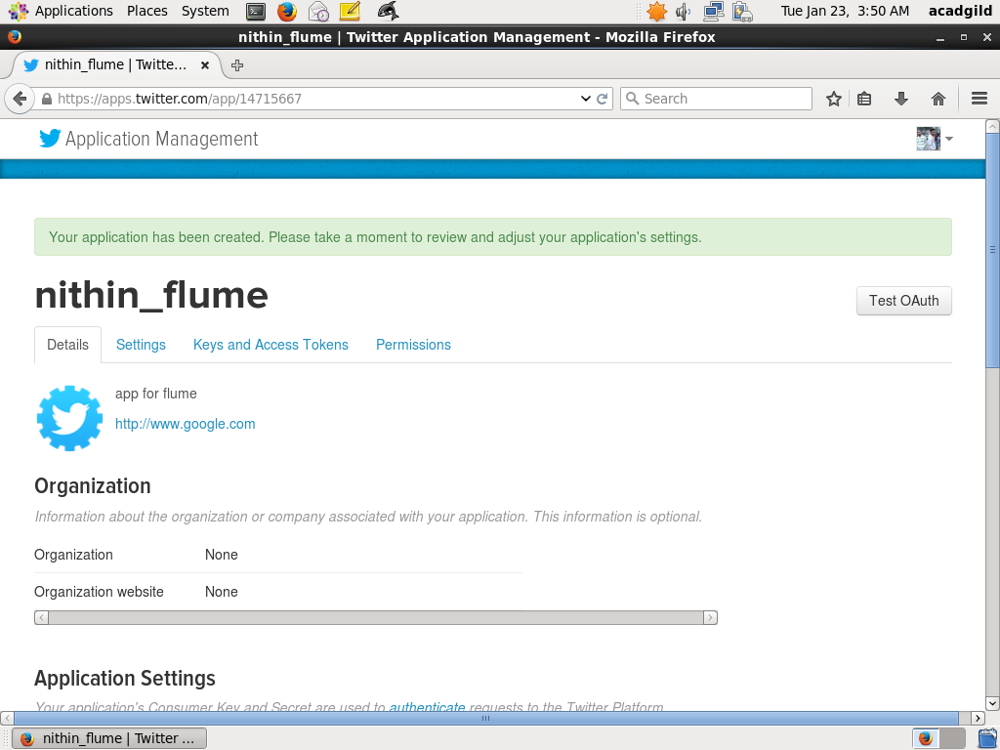 Applications Places System Tue Jan 23, 3:50 AM acadgild
nithin_flume | Twitter Application Management - Mozilla Firefox
nithin_flume | Twitte...
https://apps.twitter.com/app/14715667 Search
Application Management
Your application has been created. Please take a moment to review and adjust your application's settings.
nithin_flume
Test OAuth
Details Settings Keys and Access Tokens Permissions
app for flume
http://www.google.com
Organization
Information about the organization or company associated with your application. This information is optional.
Organization None
Organization website None
Application Settings
Your application's Consumer Key and Secret are used to authenticate requests to the Twitter Platform.
nithin_flume | Twitter ...